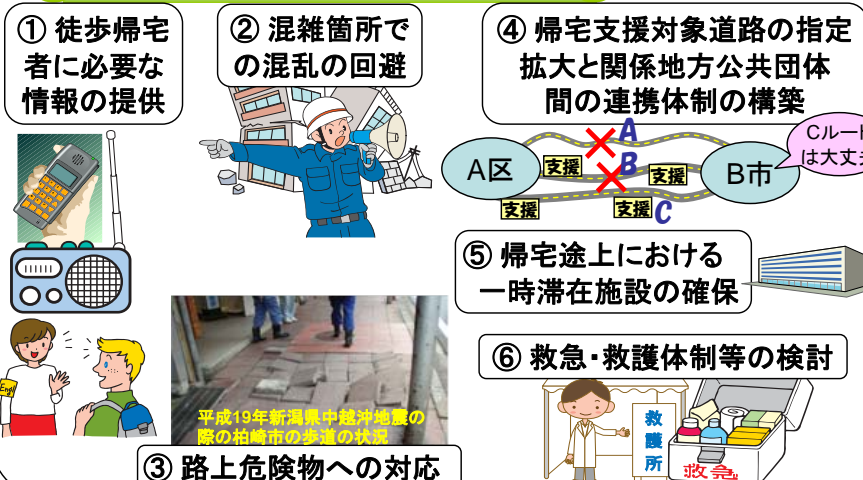 ① 徒歩帰宅
者に必要な
情報の提供
② 混雑箇所で
の混乱の回避
④ 帰宅支援対象道路の指定
拡大と関係地方公共団体
間の連携体制の構築
A
Cルー
は大丈
A区
支援
B
支援
B市
支援
支援
C
⑤ 帰宅途上における
一時滞在施設の確保
⑥ 救急・救護体制等の検討
Eng
平成19年新潟県中越沖地震の
際の柏崎市の歩道の状況
救
護
所
救急
③ 路上危険物への対応